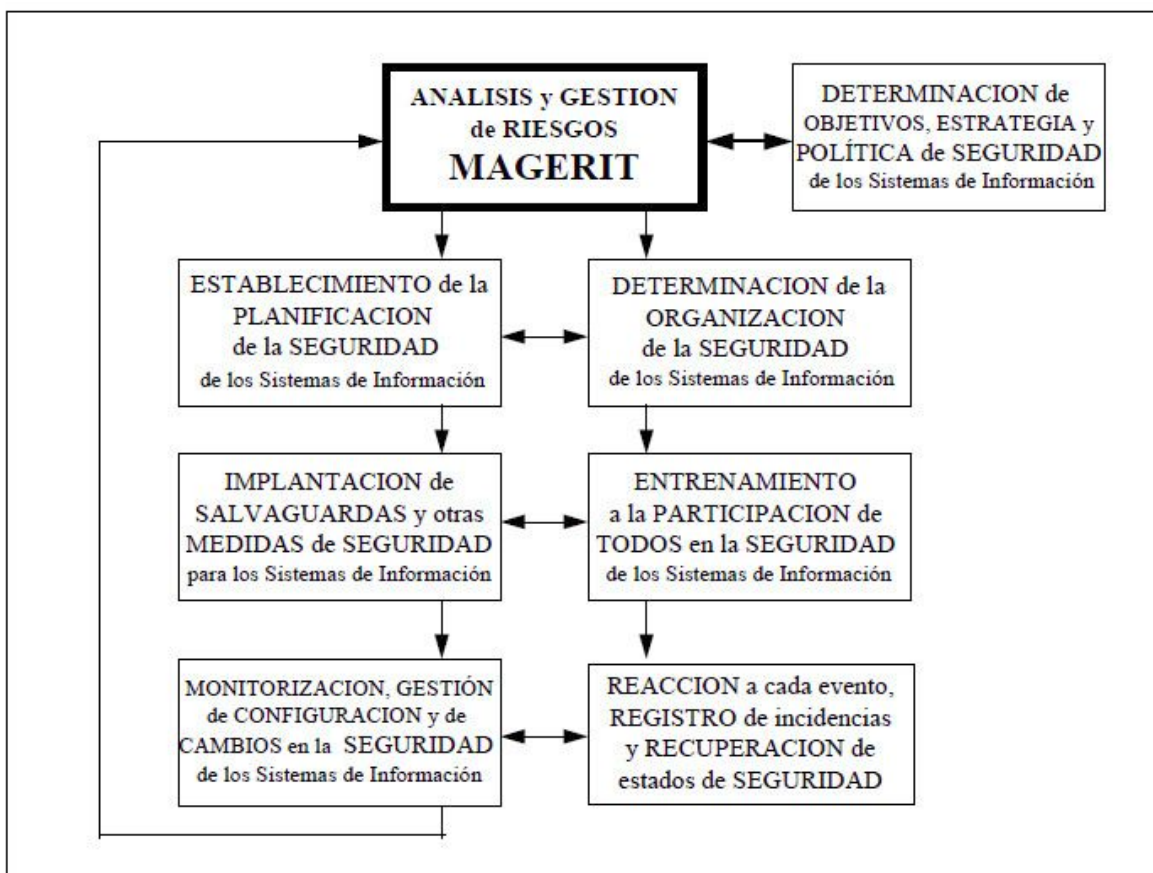 ANALISIS y GESTION
de RIESGOS
MAGERIT
DETERMINACION de
OBJETIVOS, ESTRATEGIA y
POLÍTICA de SEGURIDAD
de los Sistemas de Información
ESTABLECIMIENTO de la
PLANIFICACION
de la SEGURIDAD
de los Sistemas de Información
DETERMINACION de la
ORGANIZACION
de la SEGURIDAD
de los Sistemas de Información
IMPLANTACION de
SALVAGUARDAS y otras
MEDIDAS de SEGURIDAD
para los Sistemas de Información
ENTRENAMIENTO
a la PARTICIPACION de
TODOS en la SEGURIDAD
de los Sistemas de Información
MONITORIZACION, GESTIÓN
de CONFIGURACION y de
CAMBIOS en la SEGURIDAD
de los Sistemas de Información
REACCION a cada evento,
REGISTRO de incidencias
y RECUPERACION de
estados de SEGURIDAD